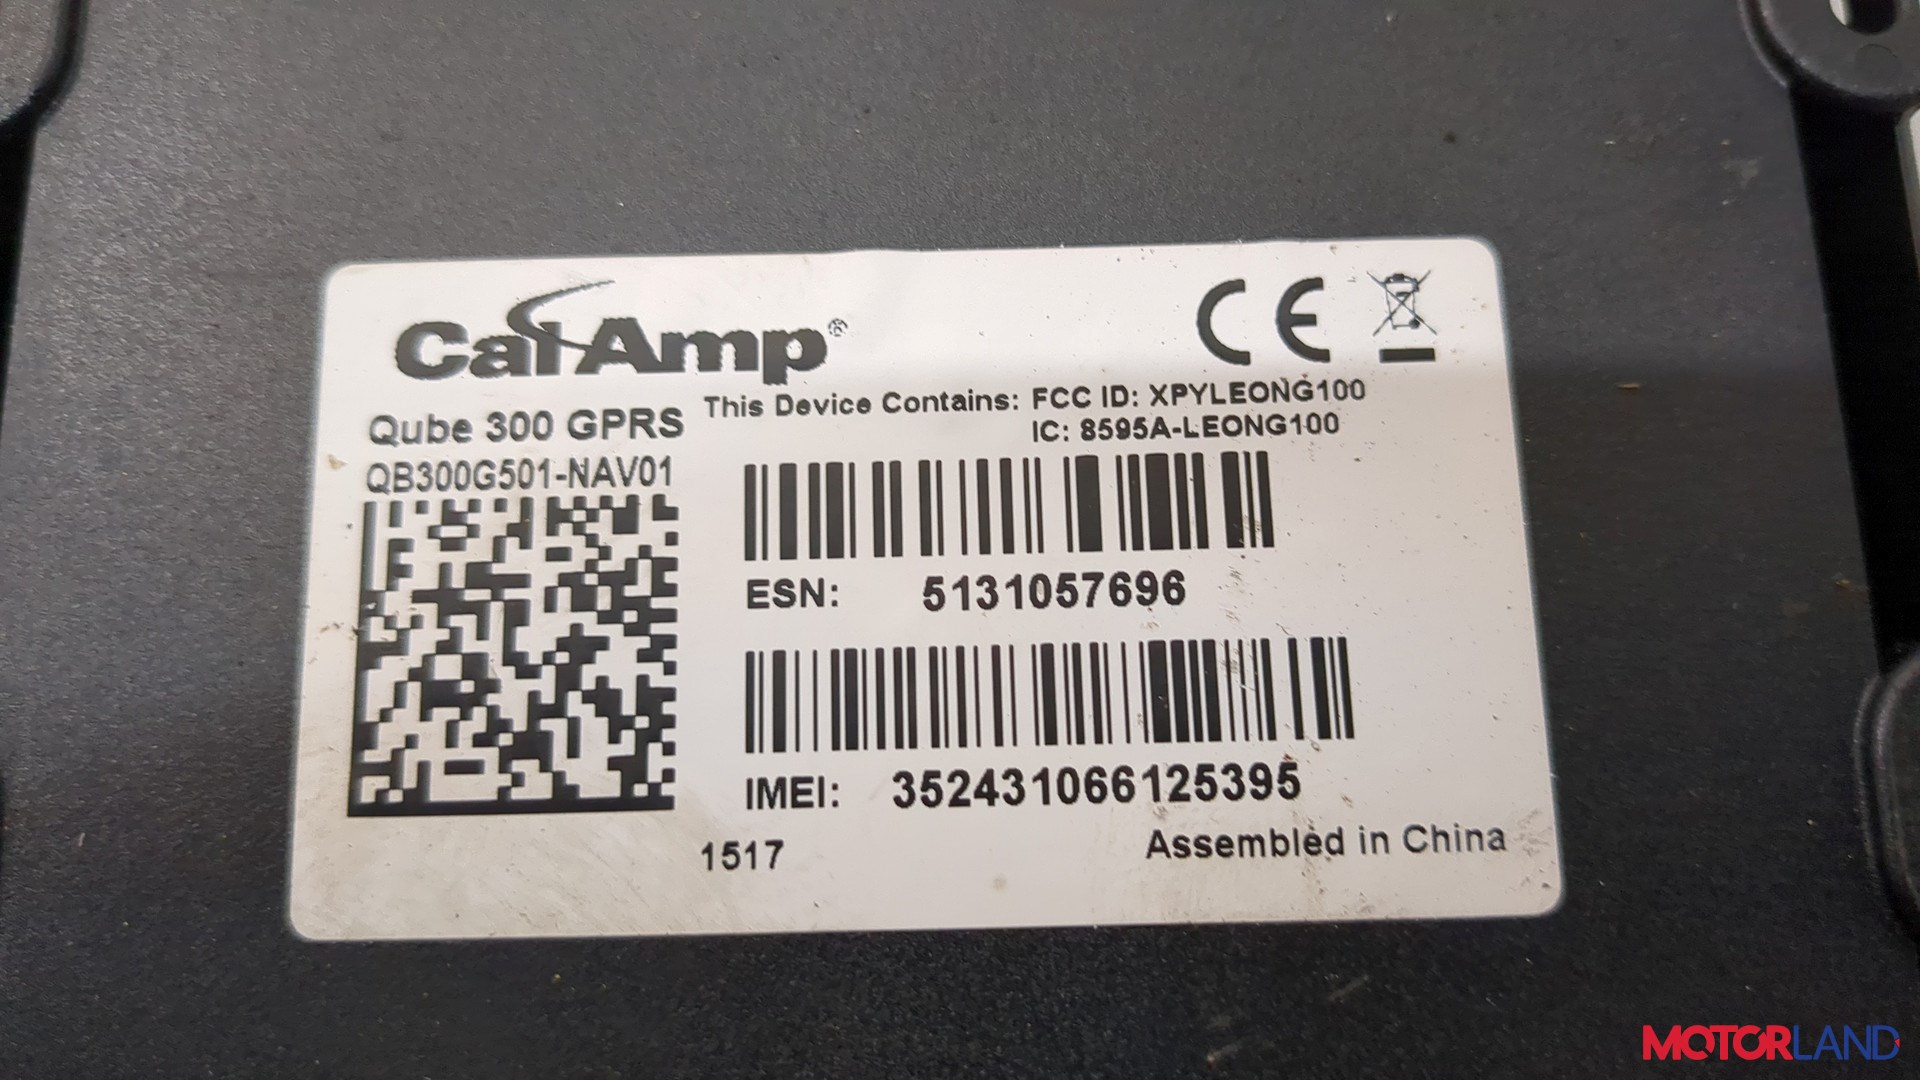 CalAmp®
CE
This Device Contains: FCC ID: XPYLEONG100
IC: 8595A-LEONG100
Qube 300 GPRS
QB300G501-NAV01
ESN: 5131057696
IMEI: 352431066125395
1517
Assembled in China
MOTORLAND